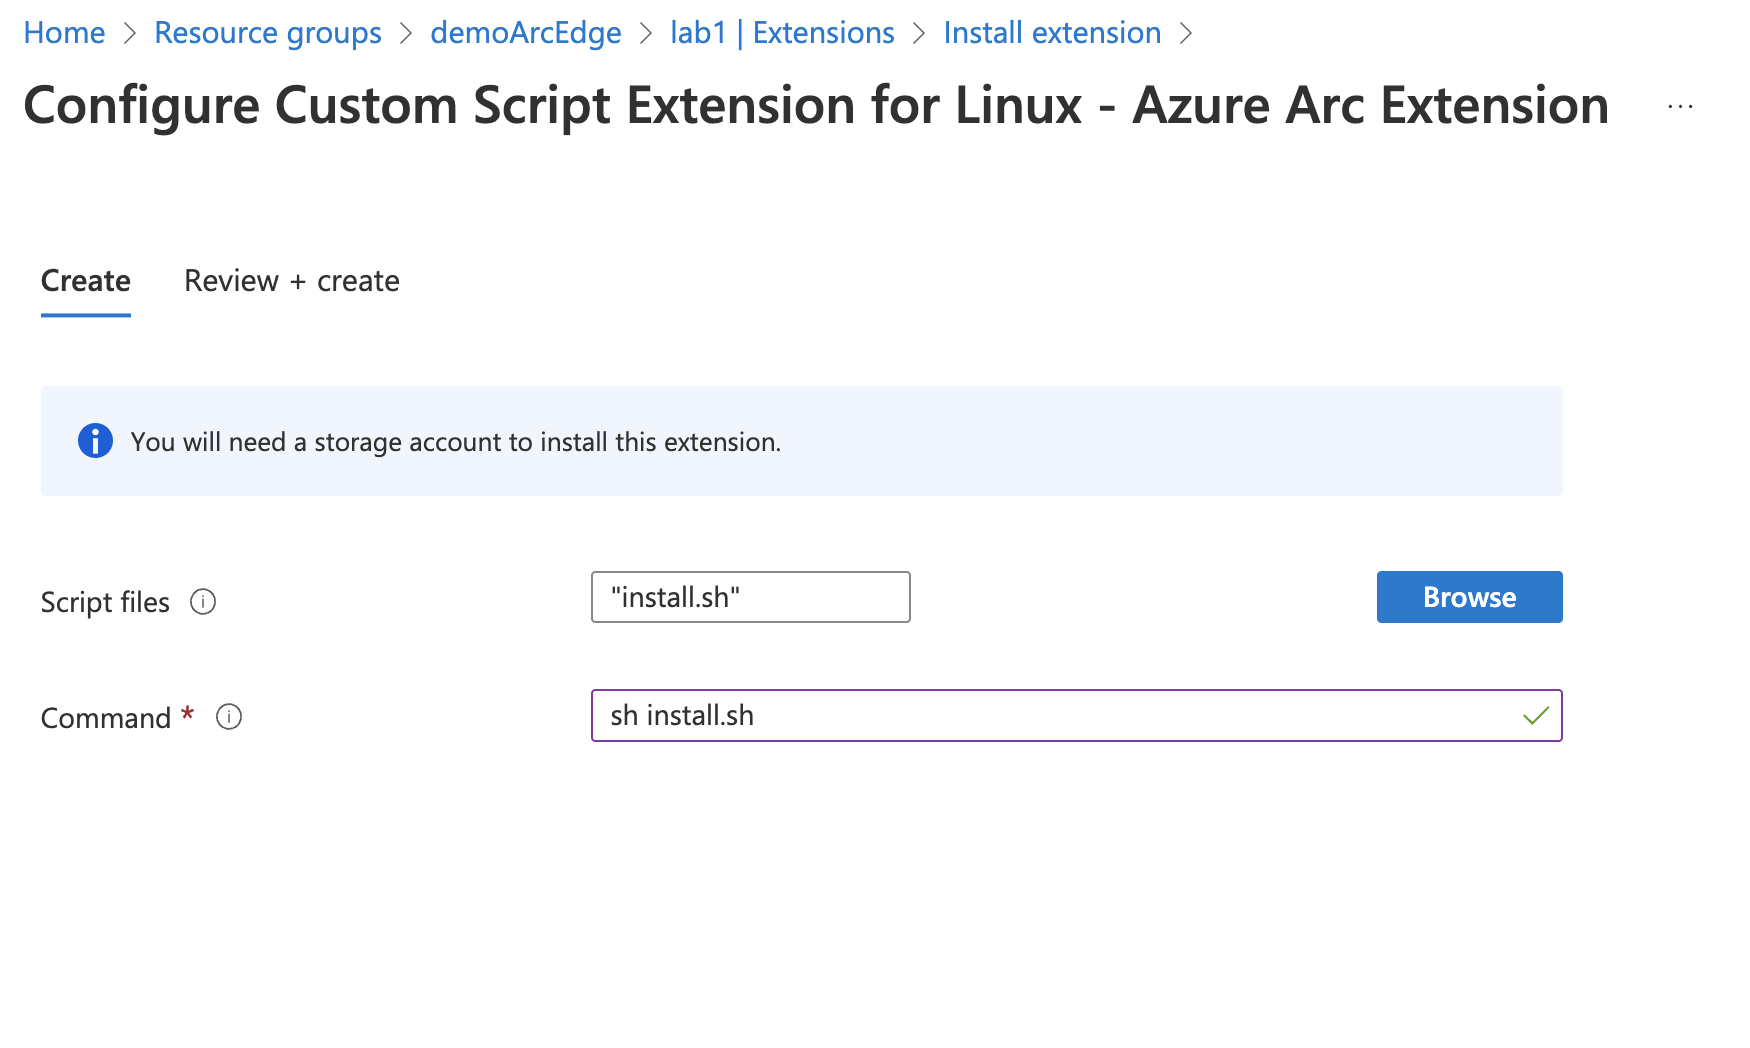 Home > Resource groups > demoArcEdge > lab1 | Extensions > Install extension >
Configure Custom Script Extension for Linux - Azure Arc Extension ...
Create Review + create
You will need a storage account to install this extension.
Script files "install.sh" Browse
Command * sh install.sh